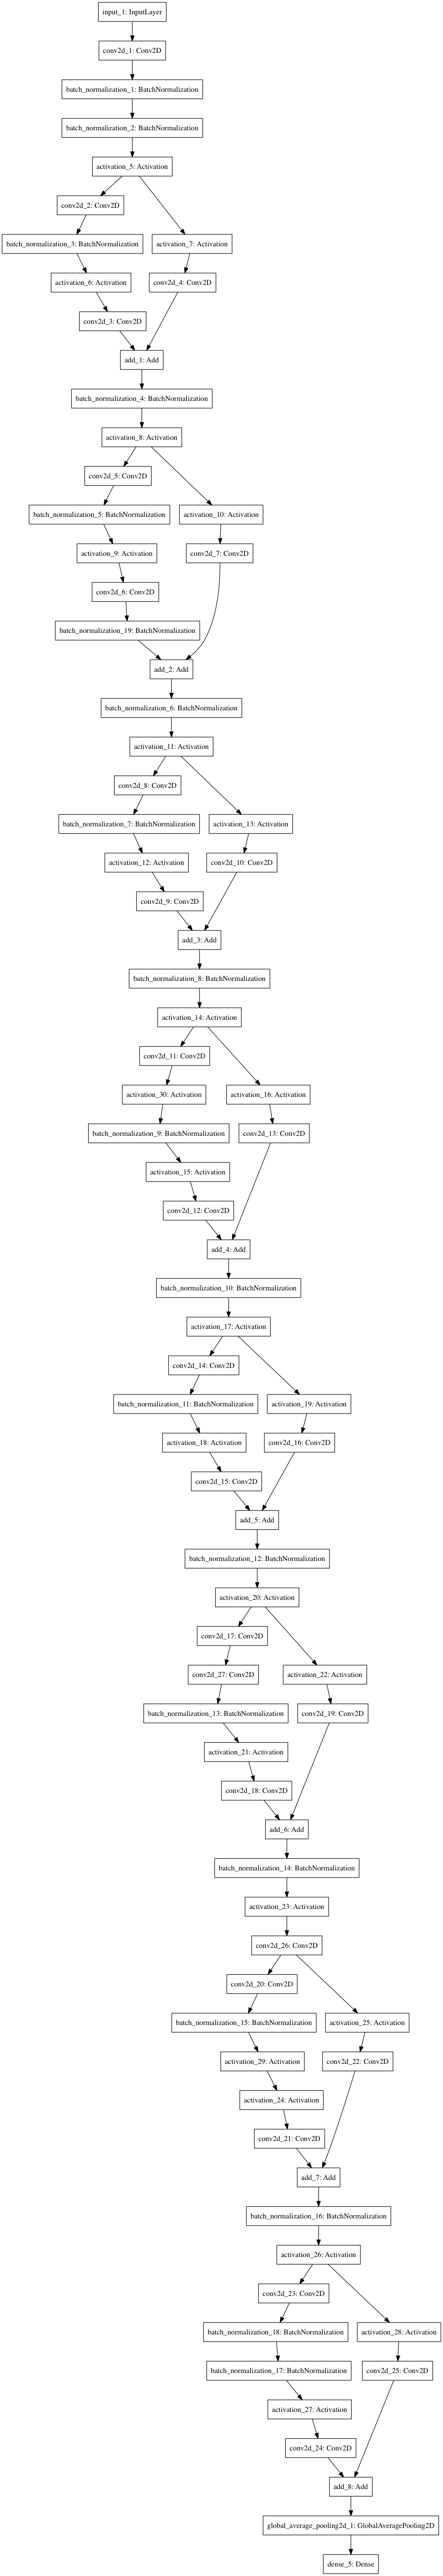 input_1: InputLayer
conv2d_1: Conv2D
batch_normalization_1: BatchNormalization
batch_normalization_2: BatchNormalization
activation_5: Activation
conv2d_2: Conv2D
batch_normalization_3: BatchNormalization
activation_7: Activation
activation_6: Activation
conv2d_4: Conv2D
conv2d_3: Conv2D
add_1: Add
batch_normalization_4: BatchNormalization
activation_8: Activation
conv2d_5: Conv2D
batch_normalization_5: BatchNormalization
activation_10: Activation
activation_9: Activation
conv2d_7: Conv2D
conv2d_6: Conv2D
batch_normalization_19: BatchNormalization
add_2: Add
batch_normalization_6: BatchNormalization
activation_11: Activation
conv2d_8: Conv2D
batch_normalization_7: BatchNormalization
activation_13: Activation
activation_12: Activation
conv2d_10: Conv2D
conv2d_9: Conv2D
add_3: Add
batch_normalization_8: BatchNormalization
activation_14: Activation
conv2d_11: Conv2D
activation_30: Activation
activation_16: Activation
batch_normalization_9: BatchNormalization
conv2d_13: Conv2D
activation_15: Activation
conv2d_12: Conv2D
add_4: Add
batch_normalization_10: BatchNormalization
activation_17: Activation
conv2d_14: Conv2D
batch_normalization_11: BatchNormalization
activation_19: Activation
activation_18: Activation
conv2d_16: Conv2D
conv2d_15: Conv2D
add_5: Add
batch_normalization_12: BatchNormalization
activation_20: Activation
conv2d_17: Conv2D
conv2d_27: Conv2D
activation_22: Activation
batch_normalization_13: BatchNormalization
conv2d_19: Conv2D
activation_21: Activation
conv2d_18: Conv2D
add_6: Add
batch_normalization_14: BatchNormalization
activation_23: Activation
conv2d_26: Conv2D
conv2d_20: Conv2D
batch_normalization_15: BatchNormalization
activation_25: Activation
activation_29: Activation
conv2d_22: Conv2D
activation_24: Activation
conv2d_21: Conv2D
add_7: Add
batch_normalization_16: BatchNormalization
activation_26: Activation
conv2d_23: Conv2D
batch_normalization_18: BatchNormalization
activation_28: Activation
batch_normalization_17: BatchNormalization
conv2d_25: Conv2D
activation_27: Activation
conv2d_24: Conv2D
add_8: Add
global_average_pooling2d_1: GlobalAveragePooling2D
dense_5: Dense